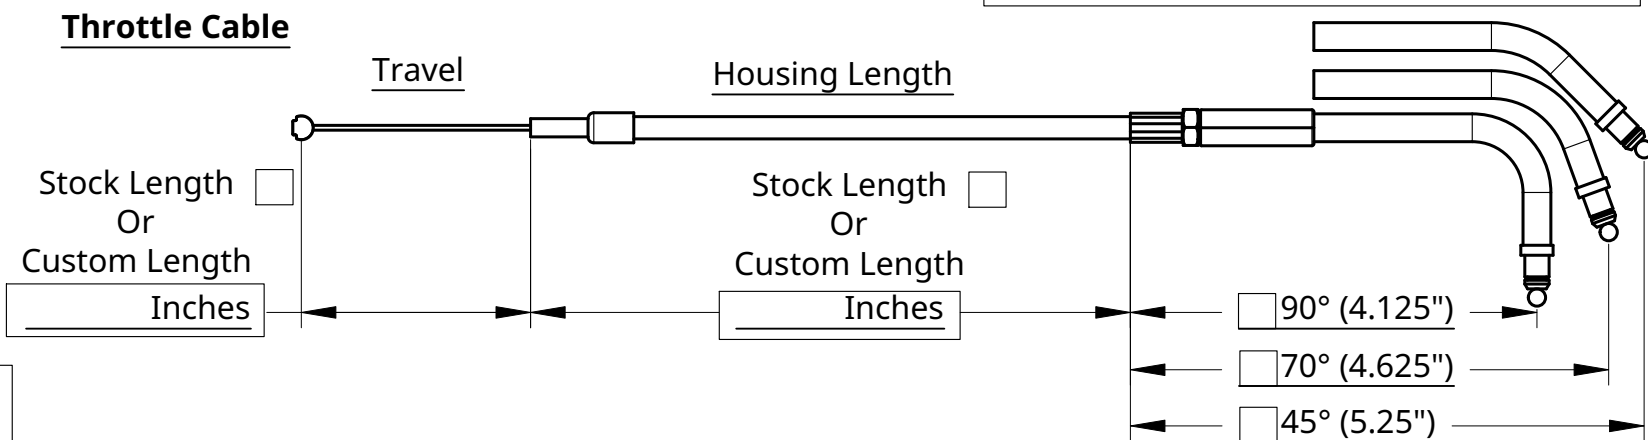 Throttle Cable
Travel
Housing Length
Stock Length
Or
Custom Length
Inches
Stock Length
Or
Custom Length
Inches
90° (4.125")
70° (4.625")
45° (5.25")